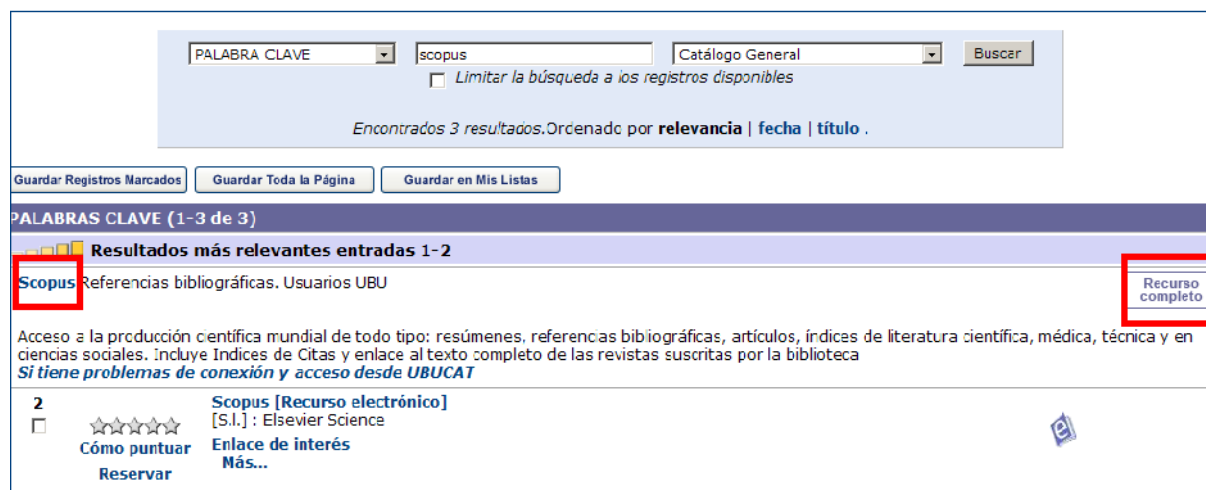 PALABRA CLAVE scopus Catálogo General Buscar
Limitar la búsqueda a los registros disponibles
Encontrados 3 resultados.Ordenado por relevancia | fecha | título .
Guardar Registros Marcados Guardar Toda la Página Guardar en Mis Listas
PALABRAS CLAVE (1-3 de 3)
Resultados más relevantes entradas 1-2
Scopus Referencias bibliográficas. Usuarios UBU
Recurso
completo
Acceso a la producción científica mundial de todo tipo: resúmenes, referencias bibliográficas, artículos, índices de literatura científica, médica, técnica y en
ciencias sociales. Incluye Indices de Citas y enlace al texto completo de las revistas suscritas por la biblioteca
Si tiene problemas de conexión y acceso desde UBUCAT
2 Scopus [Recurso electrónico]
[S.l.] : Elsevier Science
Cómo puntuar Enlace de interés
Más...
Reservar
e